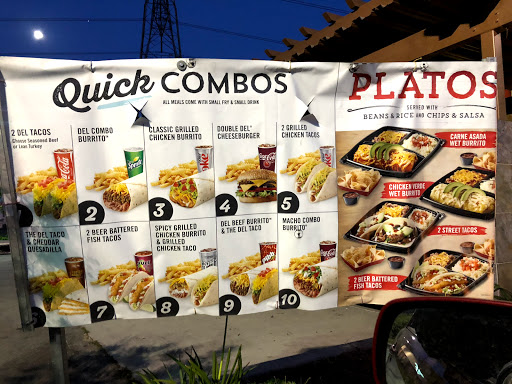 Quick COMBOS
ALL MEALS COME WITH SMALL FRY & SMALL DRINK
2 DEL TACOS
Choose Seasoned Beef
or Lean Turkey
DEL COMBO
BURRITO
2
CLASSIC GRILLED
CHICKEN BURRITO
3
DOUBLE DEL
CHEESEBURGER
4
2 GRILLED
CHICKEN TACOS
5
THE DEL TACO
& CHEDDAR
QUESADILLA
2 BEER BATTERED
FISH TACOS
7
SPICY GRILLED
CHICKEN BURRITO
& GRILLED
CHICKEN TACO
8
DEL BEEF BURRITO
& THE DEL TACO
9
MACHO COMBO
BURRITO
10
PLATOS
SERVED WITH
BEANS & RICE AND CHIPS & SALSA
CARNE ASADA
WET BURRITO
CHICKEN VERDE
WET BURRITO
2 STREET TACOS
2 BEER BATTERED
FISH TACOS